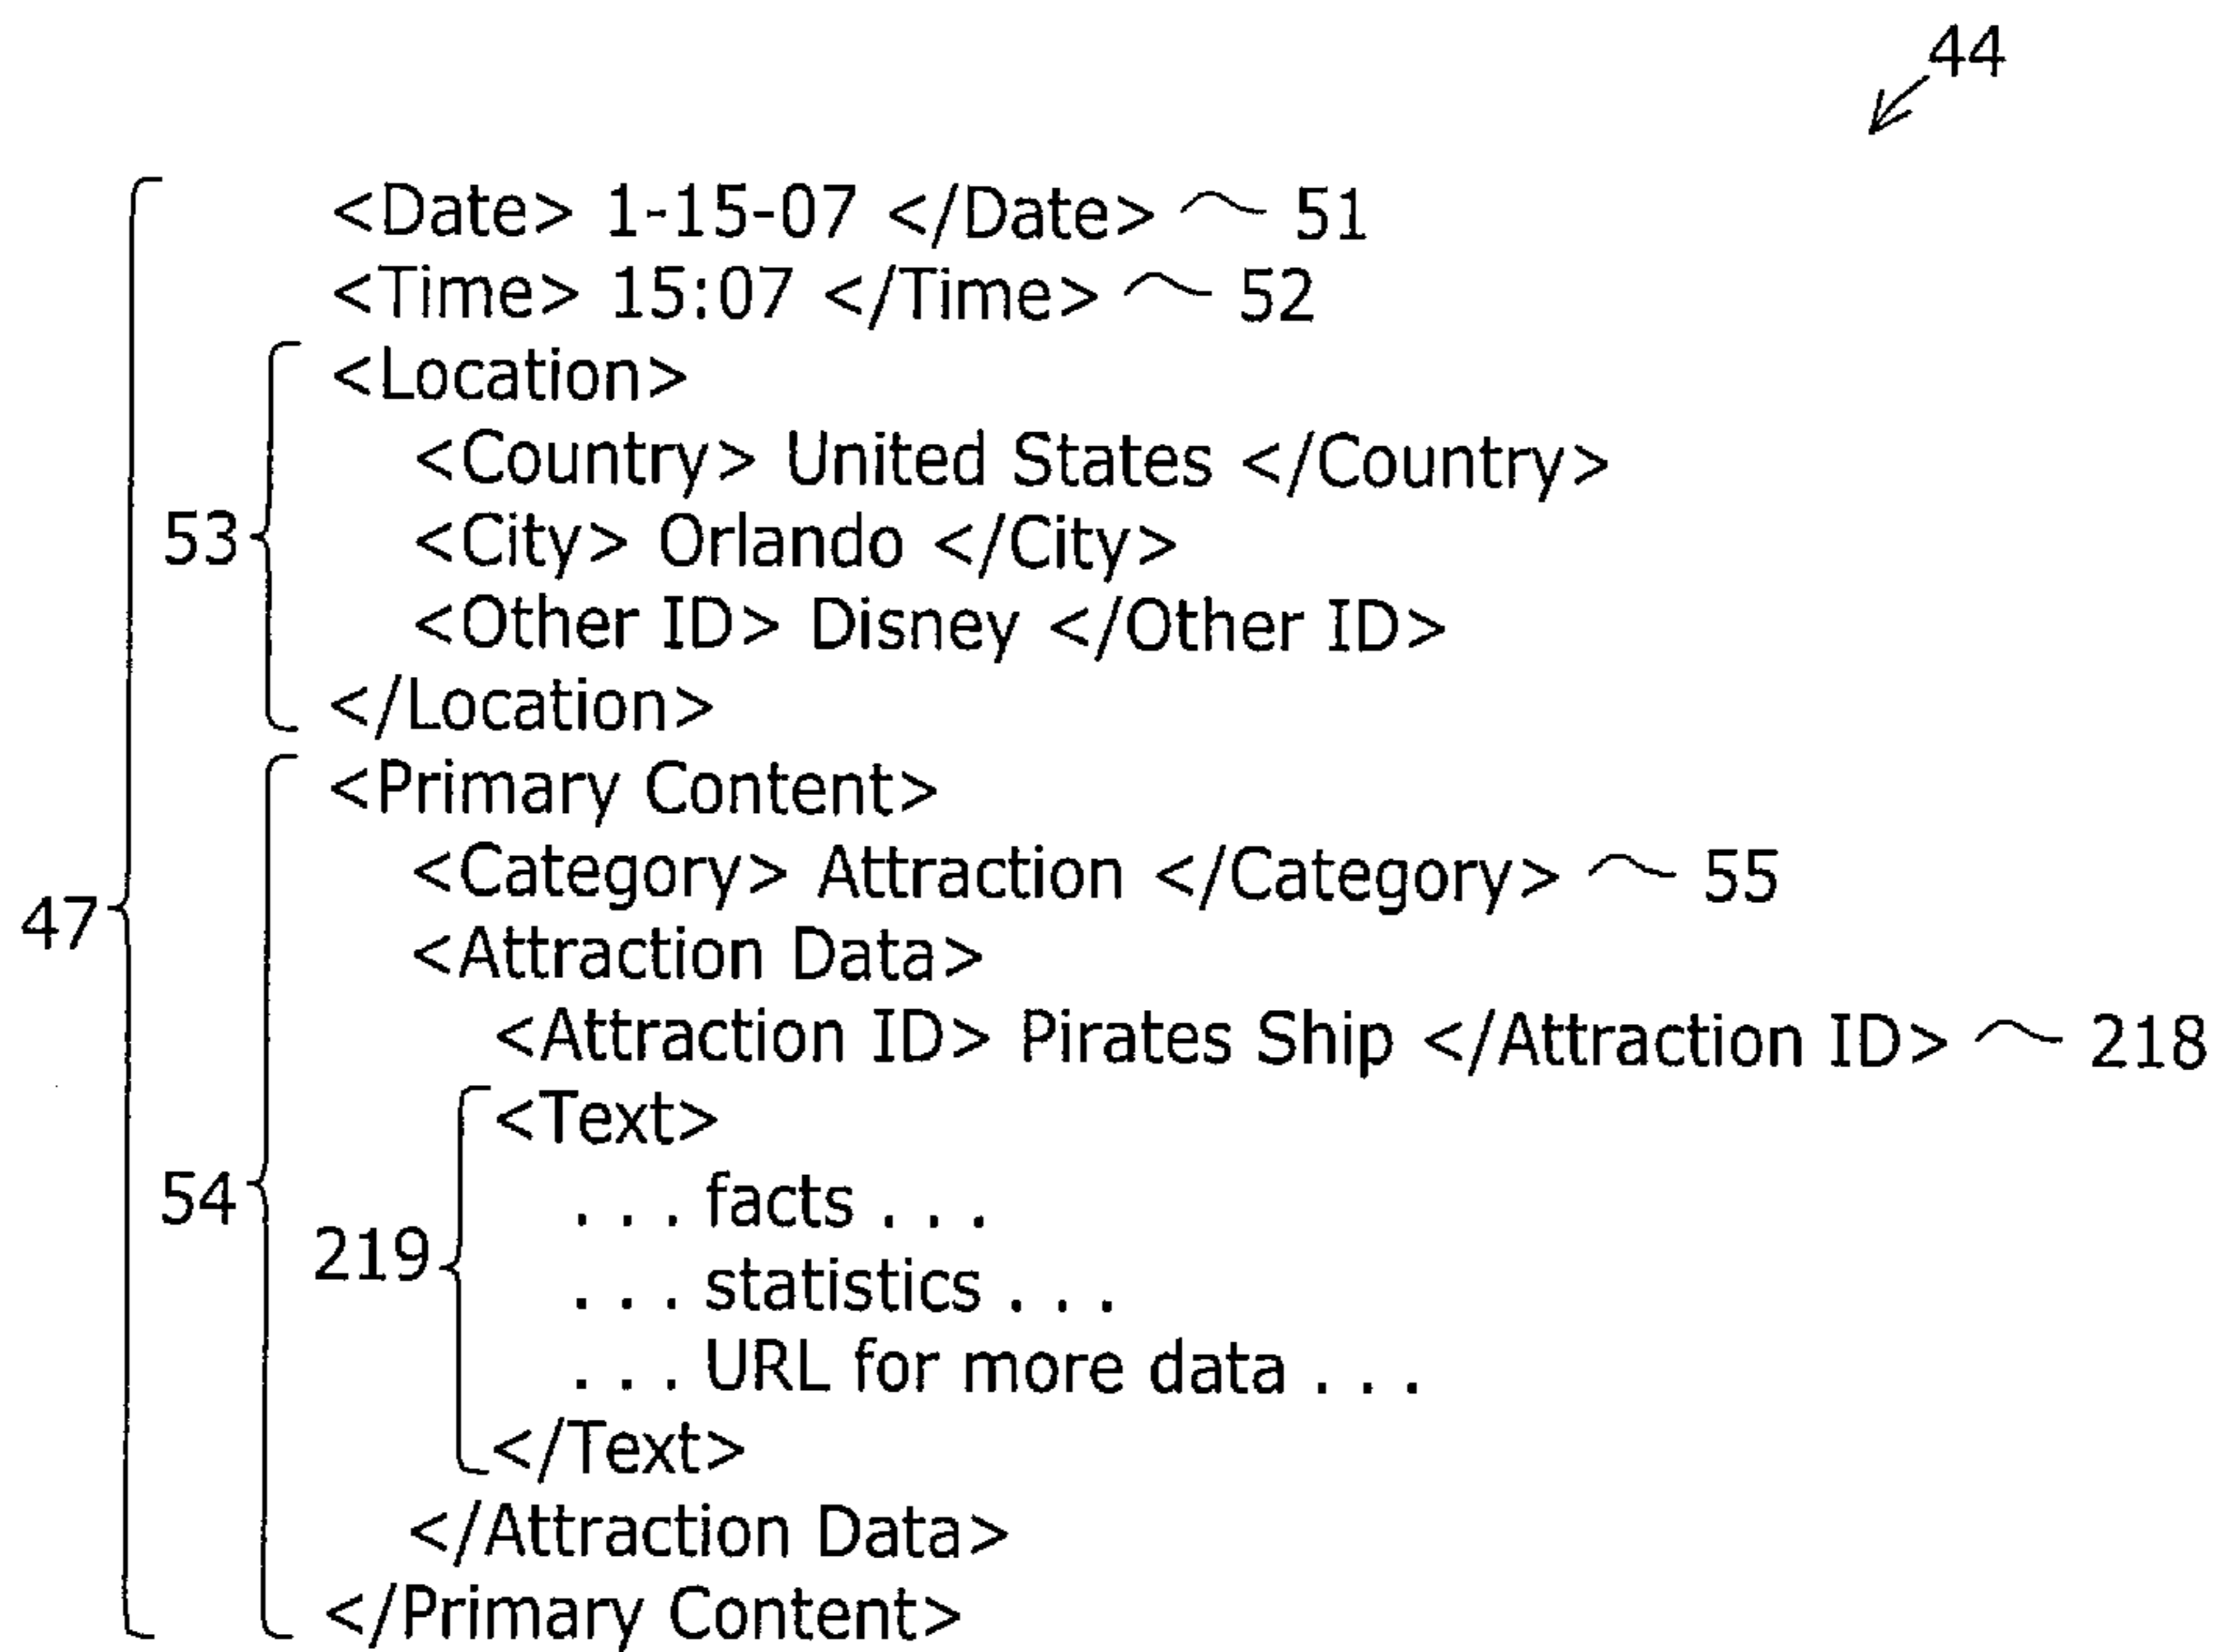 44
<Date> 1-15-07 </Date> 51
<Time> 15:07 </Time> 52
<Location>
<Country> United States </Country>
53 <City> Orlando </City>
<Other ID> Disney </Other ID>
</Location>
<Primary Content>
<Category> Attraction </Category> 55
47 <Attraction Data>
<Attraction ID> Pirates Ship </Attraction ID> 218
<Text>
54 . . . facts . . .
219 . . . statistics . . .
. . . URL for more data . . .
</Text>
</Attraction Data>
</Primary Content>